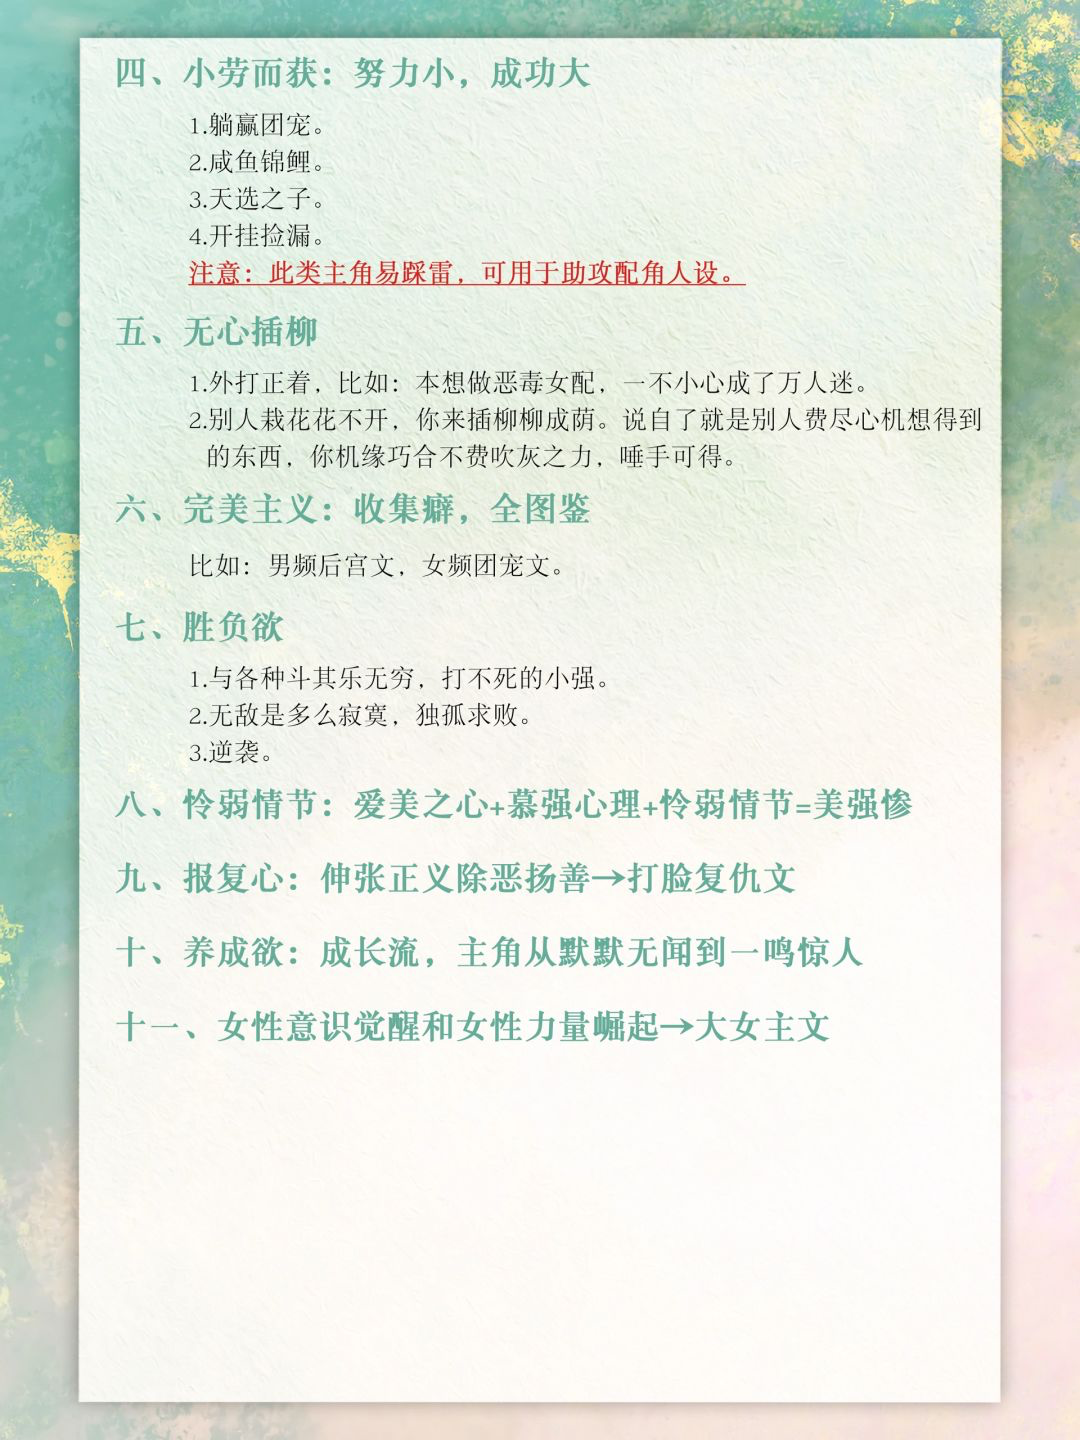 四、小劳而获：努力小，成功大
1.躺赢团宠。
2.咸鱼锦鲤。
3.天选之子。
4.开挂捡漏。
注意：此类主角易踩雷，可用于助攻配角人设。
五、无心插柳
1.外打正着，比如：本想做恶毒女配，一不小心成了万人迷。
2.别人栽花花不开，你来插柳柳成荫。说自了就是别人费尽心机想得到
的东西，你机缘巧合不费吹灰之力，唾手可得。
六、完美主义：收集癖，全图鉴
比如：男频后宫文，女频团宠文。
七、胜负欲
1.与各种斗其乐无穷，打不死的小强。
2.无敌是多么寂寞，独孤求败。
3.逆袭。
八、怜弱情节：爱美之心+慕强心理+怜弱情节=美强惨
九、报复心：伸张正义除恶扬善→打脸复仇文
十、养成欲：成长流，主角从默默无闻到一鸣惊人
十一、女性意识觉醒和女性力量崛起→大女主文